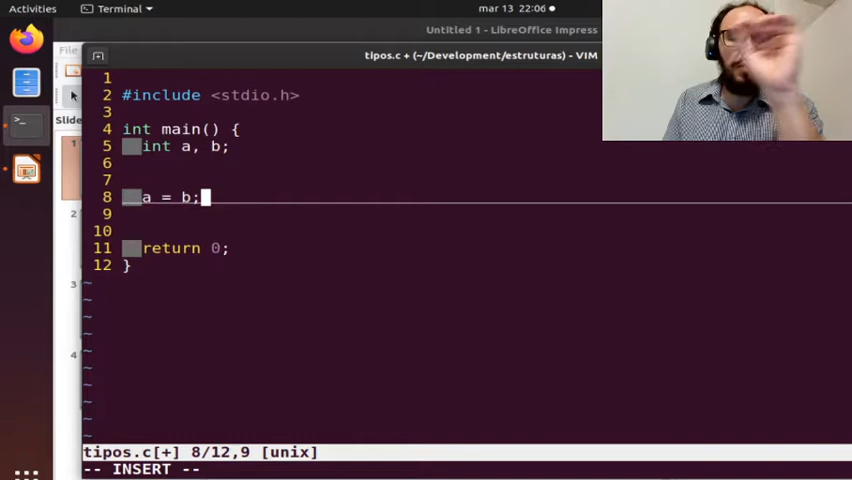 Activities
Terminal
mar 13 22:06
Untitled 1 - LibreOffice Impress
File
tipos.c + (~/Development/estruturas) - VIM
Slide
1
2
3
4
1
2 #include <stdio.h>
3
4 int main() {
5 int a, b;
6
7
8 a = b;
9
10
11 return 0;
12 }
~
~
~
~
~
~
~
~
~
~
tipos.c[+] 8/12,9 [unix]
-- INSERT --